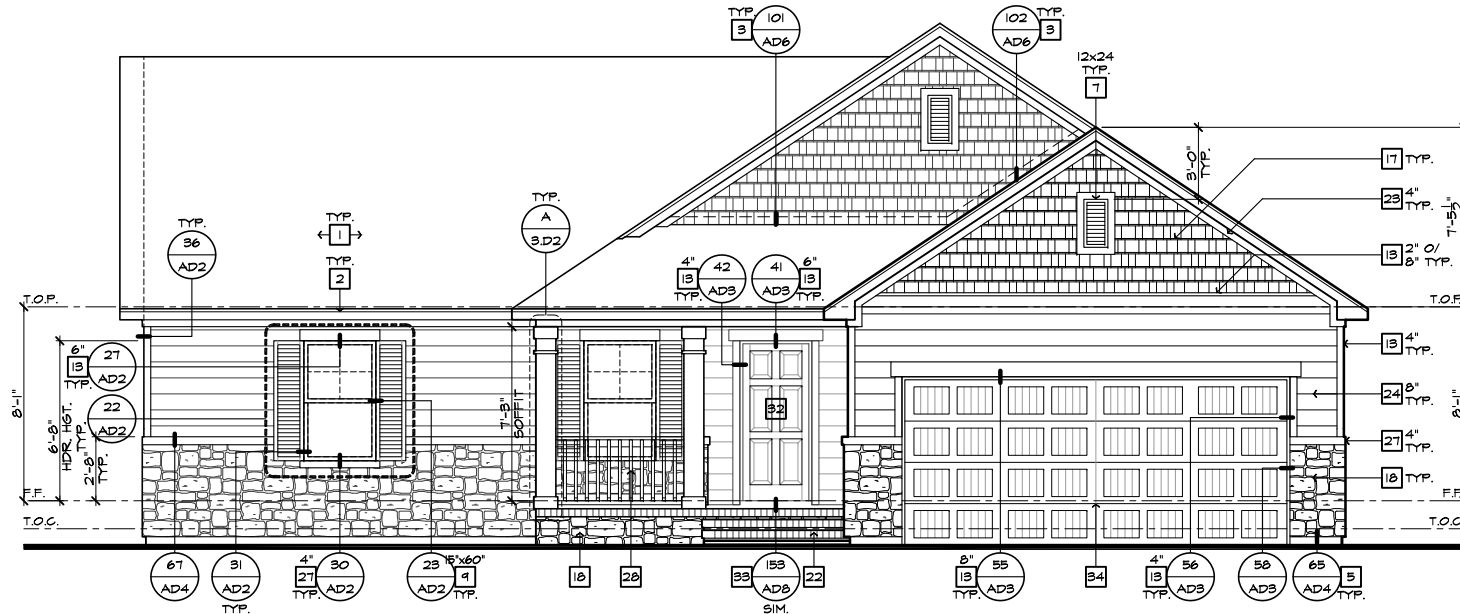 TYP.
3
101
AD6
102
AD6
TYP.
3
12x24
TYP.
7
3'-0"
TYP.
17 TYP.
23 4"
TYP.
7'-5½"
13 2" O/
8" TYP.
TYP.
A
3.D2
TYP.
1
TYP.
2
TYP.
36
AD2
4"
13
TYP.
42
AD3
41
AD3
6"
13
TYP.
T.O.P.
T.O.P.
6"
13
TYP.
27
AD2
22
AD2
8'-1"
6'-8"
HDR. HGT.
TYP.
2'-8"
TYP.
7'-3"
SOFFIT
32
13 4"
TYP.
24 8"
TYP.
8'-1"
27 4"
TYP.
18 TYP.
F.F.
F.F.
T.O.C.
T.O.C.
67
AD4
31
AD2
TYP.
4"
27
TYP.
30
AD2
23
AD2
15"x60"
9
TYP.
18
28
33
153
AD8
SIM.
22
8"
13
TYP.
55
AD3
34
4"
13
TYP.
56
AD3
58
AD3
65
AD4
5
TYP.